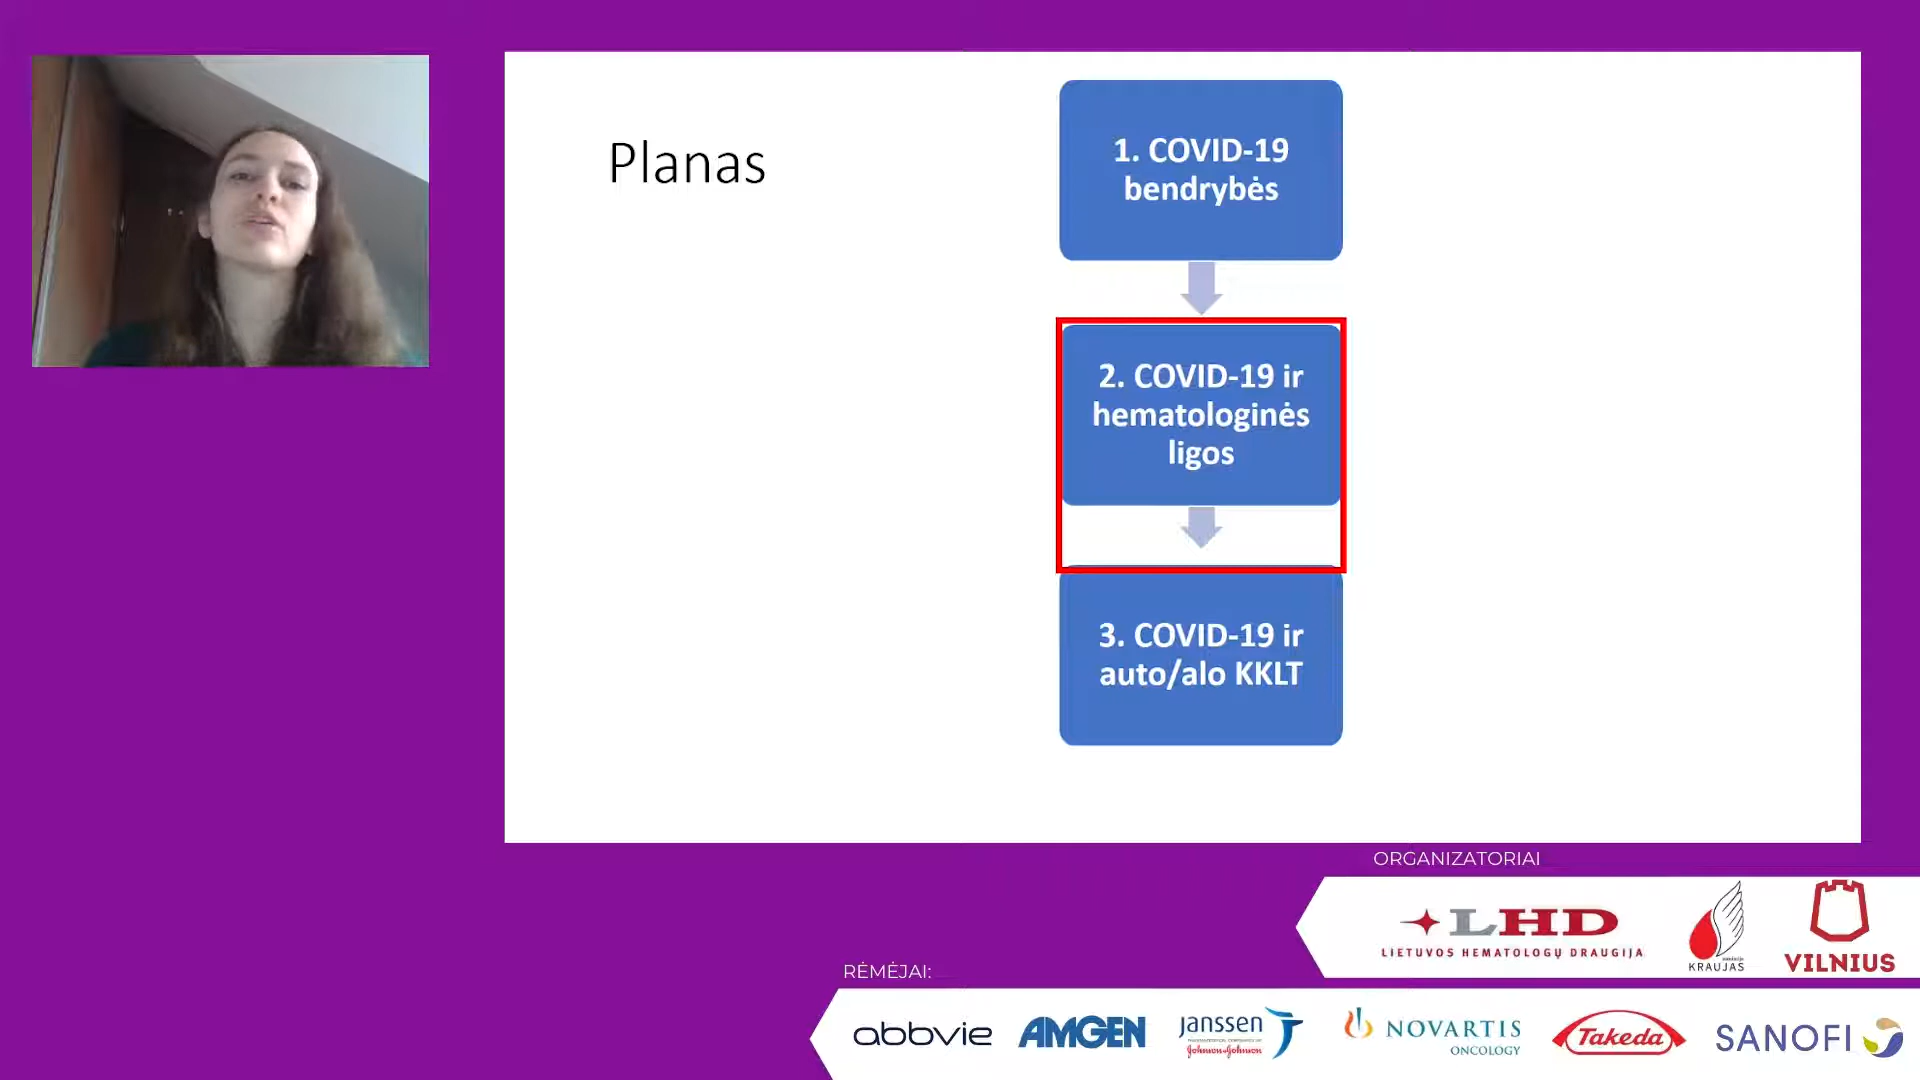 Planas
1. COVID-19
bendrybės
2. COVID-19 ir
hematologinės
ligos
3. COVID-19 ir
auto/alo KKLT
ORGANIZATORIAI
LHD
LIETUVOS HEMATOLOGŲ DRAUGIJA
KRAUJAS
VILNIUS
RĖMĖJAI:
abbvie
AMGEN
Janssen
Johnson & Johnson
NOVARTIS
ONCOLOGY
Takeda
SANOFI